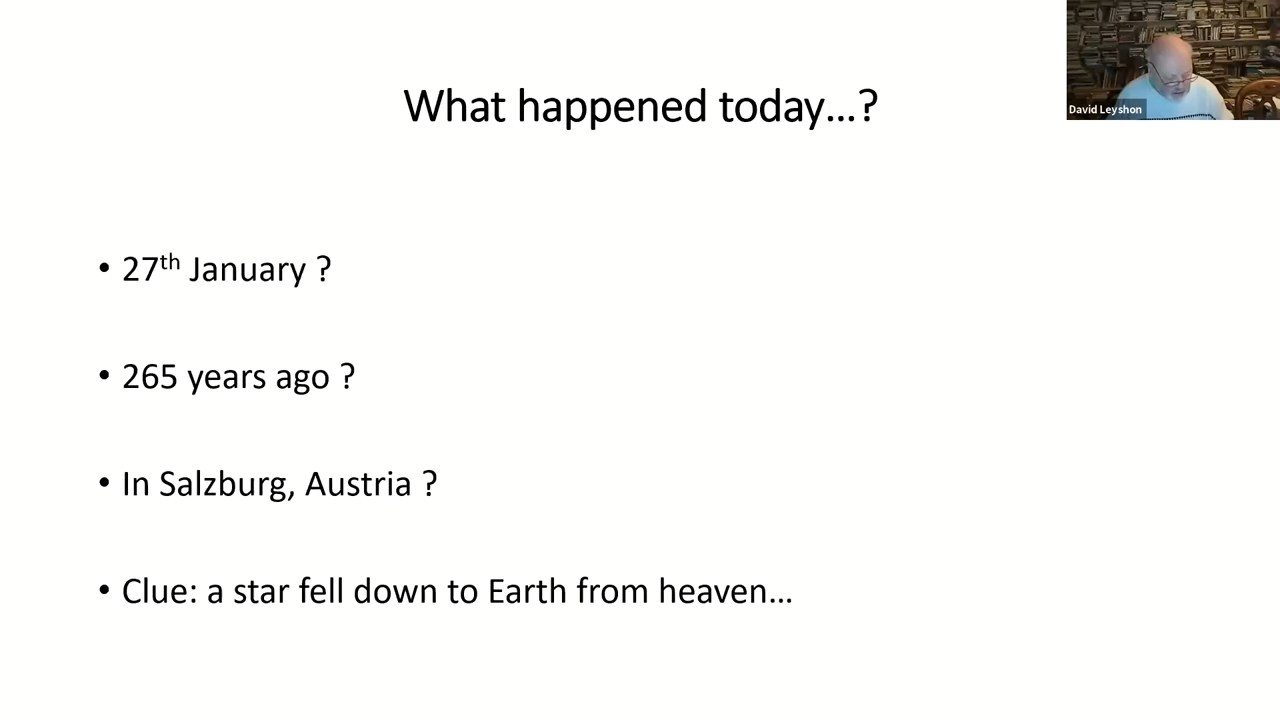 What happened today...?
David Leyshon
• 27th January ?
• 265 years ago ?
• In Salzburg, Austria ?
• Clue: a star fell down to Earth from heaven...